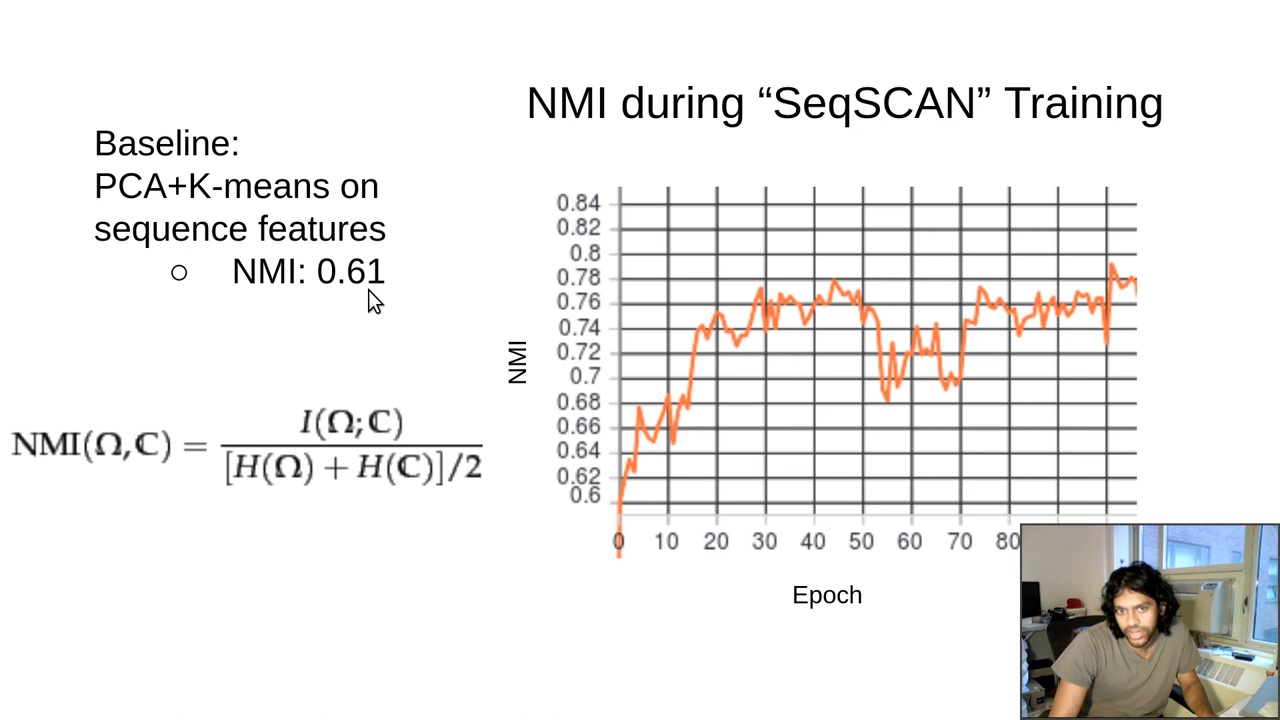 NMI during “SeqSCAN” Training
Baseline:
PCA+K-means on
sequence features
○ NMI: 0.61
NMI(Ω,ℂ) = I(Ω;ℂ) / [H(Ω) + H(ℂ)]/2
NMI
0.84
0.82
0.8
0.78
0.76
0.74
0.72
0.7
0.68
0.66
0.64
0.62
0.6
0 10 20 30 40 50 60 70 80
Epoch